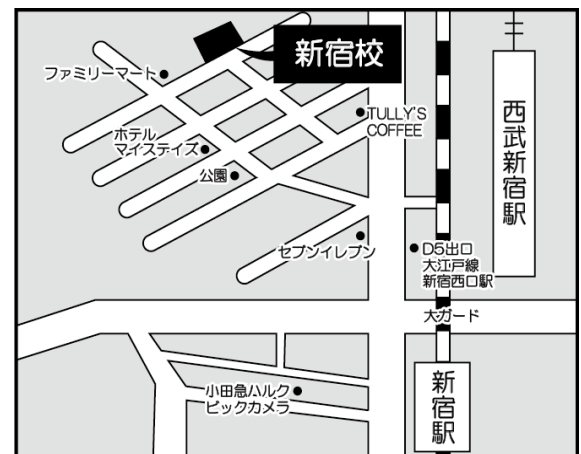 新宿校
ファミリーマート
TULLY'S
COFFEE
ホテル
マイステイズ
公園
西武新宿駅
セブンイレブン
D5出口
大江戸線
新宿西口駅
大ガード
小田急ハルク
ビックカメラ
新宿駅